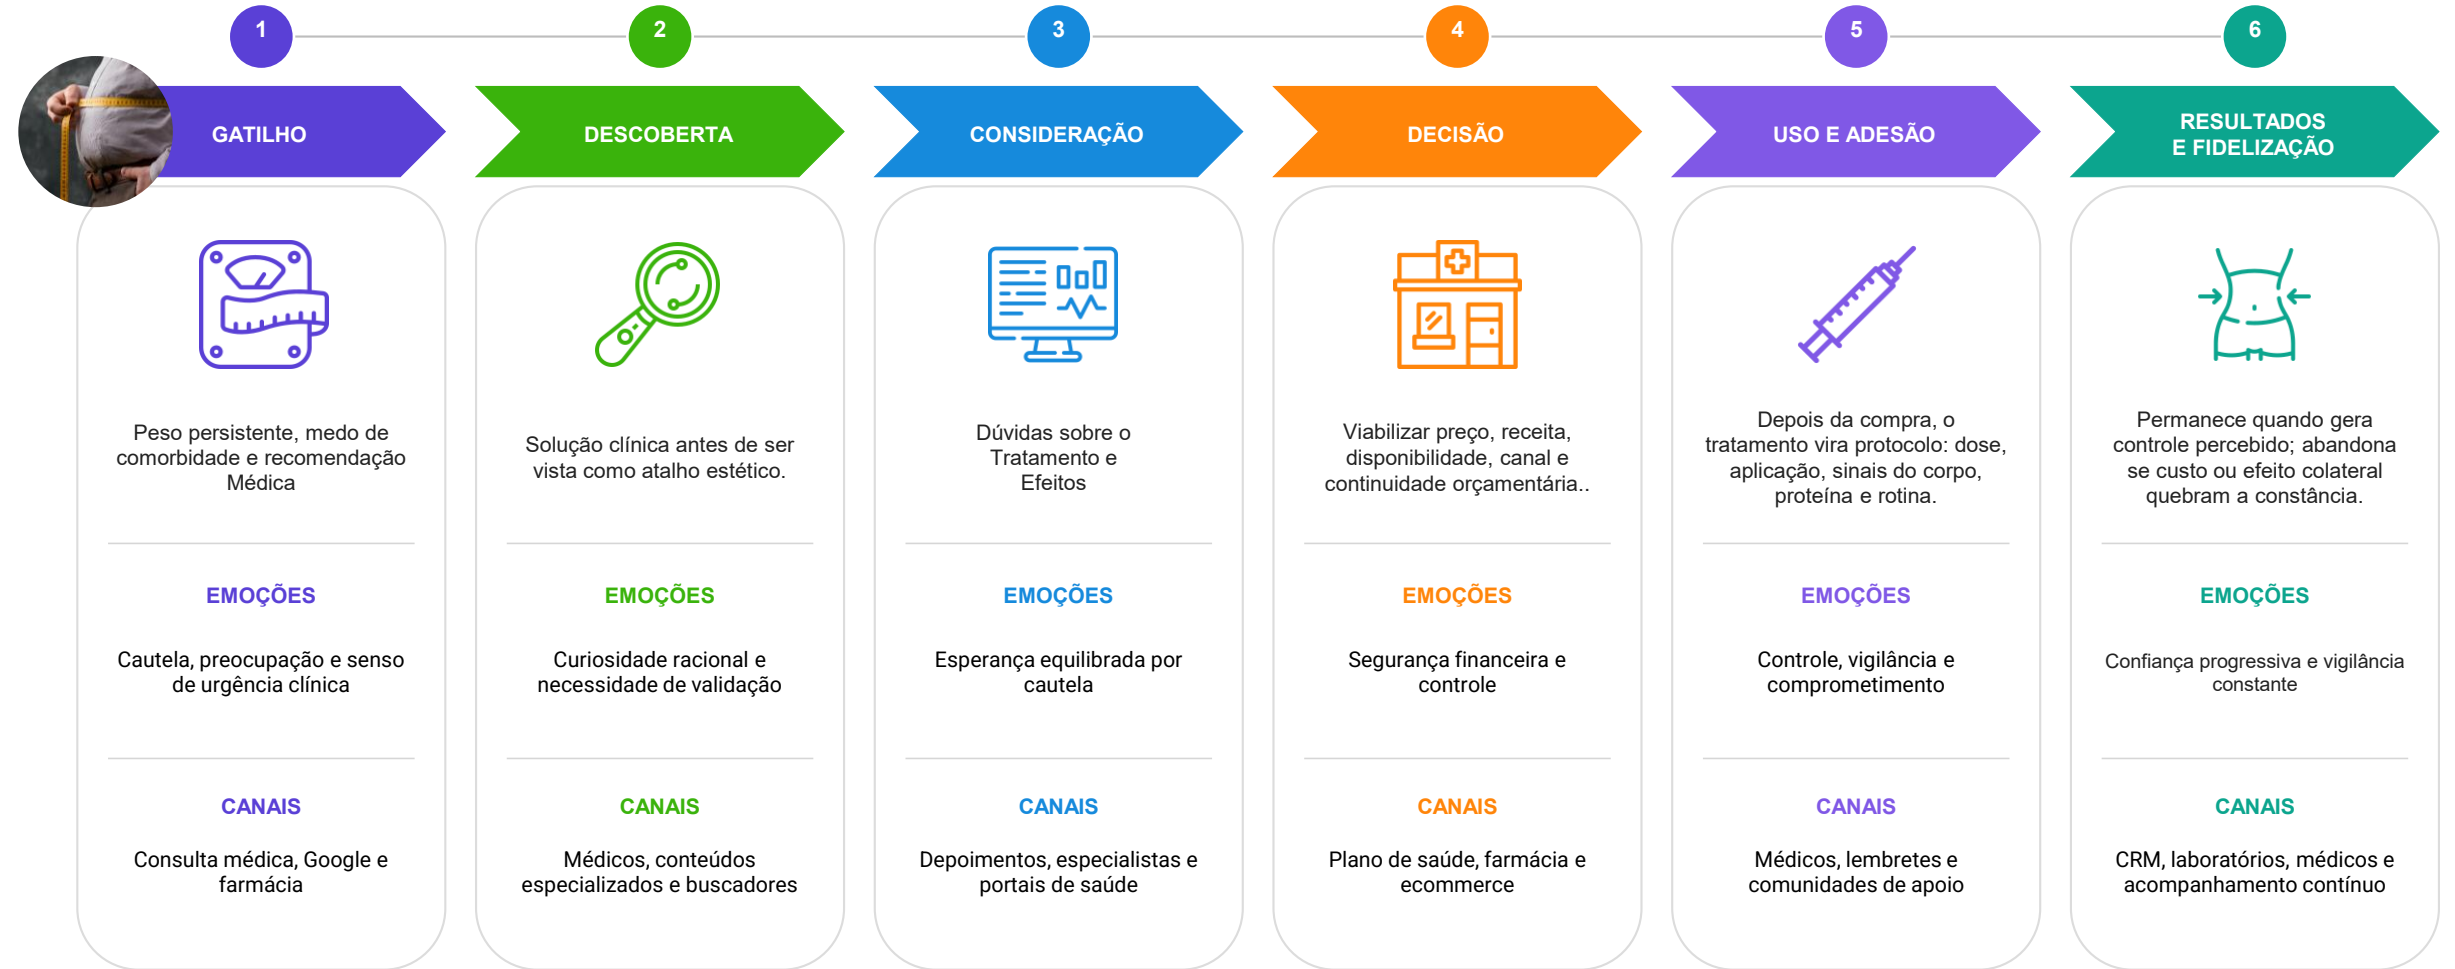 1
2
3
4
5
6
GATILHO
DESCOBERTA
CONSIDERAÇÃO
DECISÃO
USO E ADESÃO
RESULTADOS
E FIDELIZAÇÃO
Peso persistente, medo de
comorbidade e recomendação
Médica
EMOÇÕES
Cautela, preocupação e senso
de urgência clínica
CANAIS
Consulta médica, Google e
farmácia
Solução clínica antes de ser
vista como atalho estético.
EMOÇÕES
Curiosidade racional e
necessidade de validação
CANAIS
Médicos, conteúdos
especializados e buscadores
Dúvidas sobre o
Tratamento e
Efeitos
EMOÇÕES
Esperança equilibrada por
cautela
CANAIS
Depoimentos, especialistas e
portais de saúde
Viabilizar preço, receita,
disponibilidade, canal e
continuidade orçamentária..
EMOÇÕES
Segurança financeira e
controle
CANAIS
Plano de saúde, farmácia e
ecommerce
Depois da compra, o
tratamento vira protocolo: dose,
aplicação, sinais do corpo,
proteína e rotina.
EMOÇÕES
Controle, vigilância e
comprometimento
CANAIS
Médicos, lembretes e
comunidades de apoio
Permanece quando gera
controle percebido; abandona
se custo ou efeito colateral
quebram a constância.
EMOÇÕES
Confiança progressiva e vigilância
constante
CANAIS
CRM, laboratórios, médicos e
acompanhamento contínuo